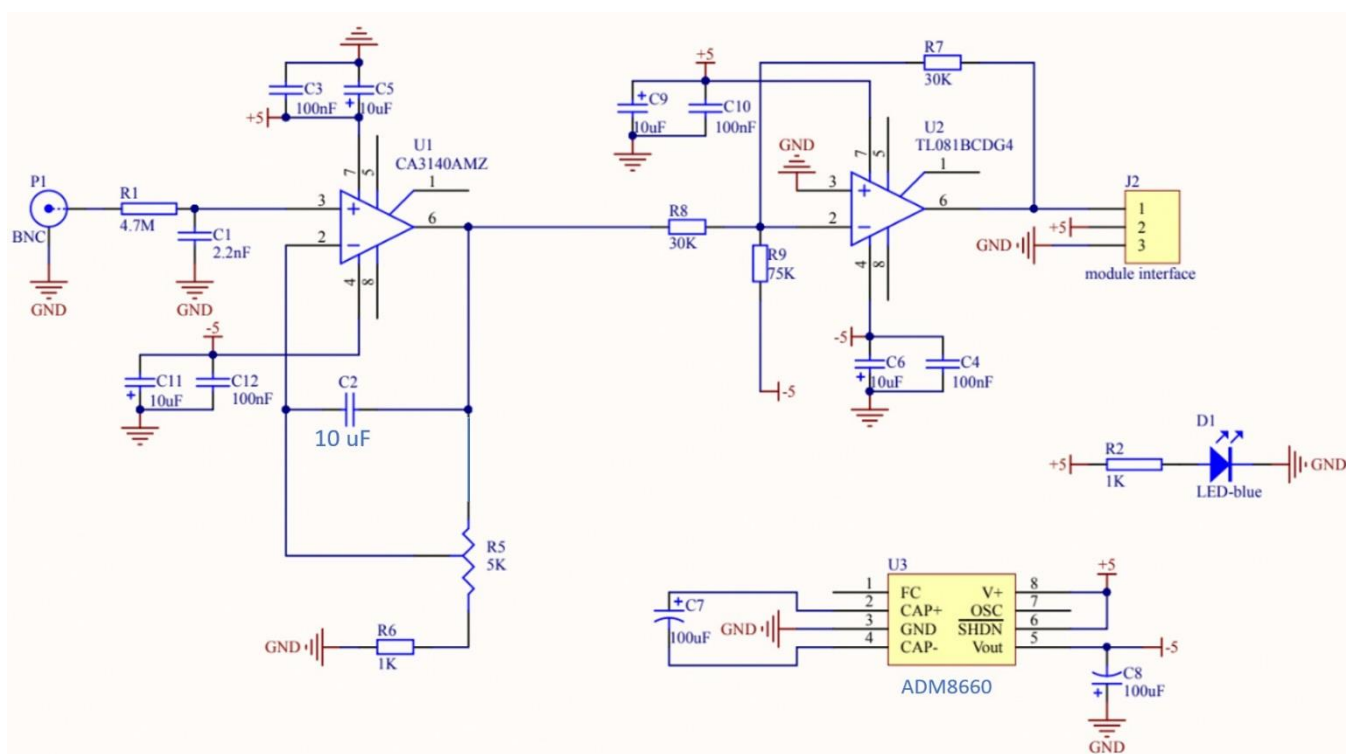 P1
BNC
GND
R1
4.7M
C1
2.2nF
GND
C3
100nF
C5
10uF
+5
U1
CA3140AMZ
7
5
1
3
2
6
4
8
-5
C11
10uF
C12
100nF
C2
10 uF
R5
5K
GND
R6
1K
R8
30K
R9
75K
-5
+5
C9
10uF
C10
100nF
R7
30K
GND
U2
TL081BCDG4
7
5
1
3
2
6
4
8
-5
C6
10uF
C4
100nF
J2
1
2
3
+5
GND
module interface
+5
R2
1K
D1
LED-blue
GND
U3
1 FC V+ 8
2 CAP+ OSC 7
3 GND SHDN 6
4 CAP- Vout 5
ADM8660
C7
100uF
GND
+5
-5
C8
100uF
GND